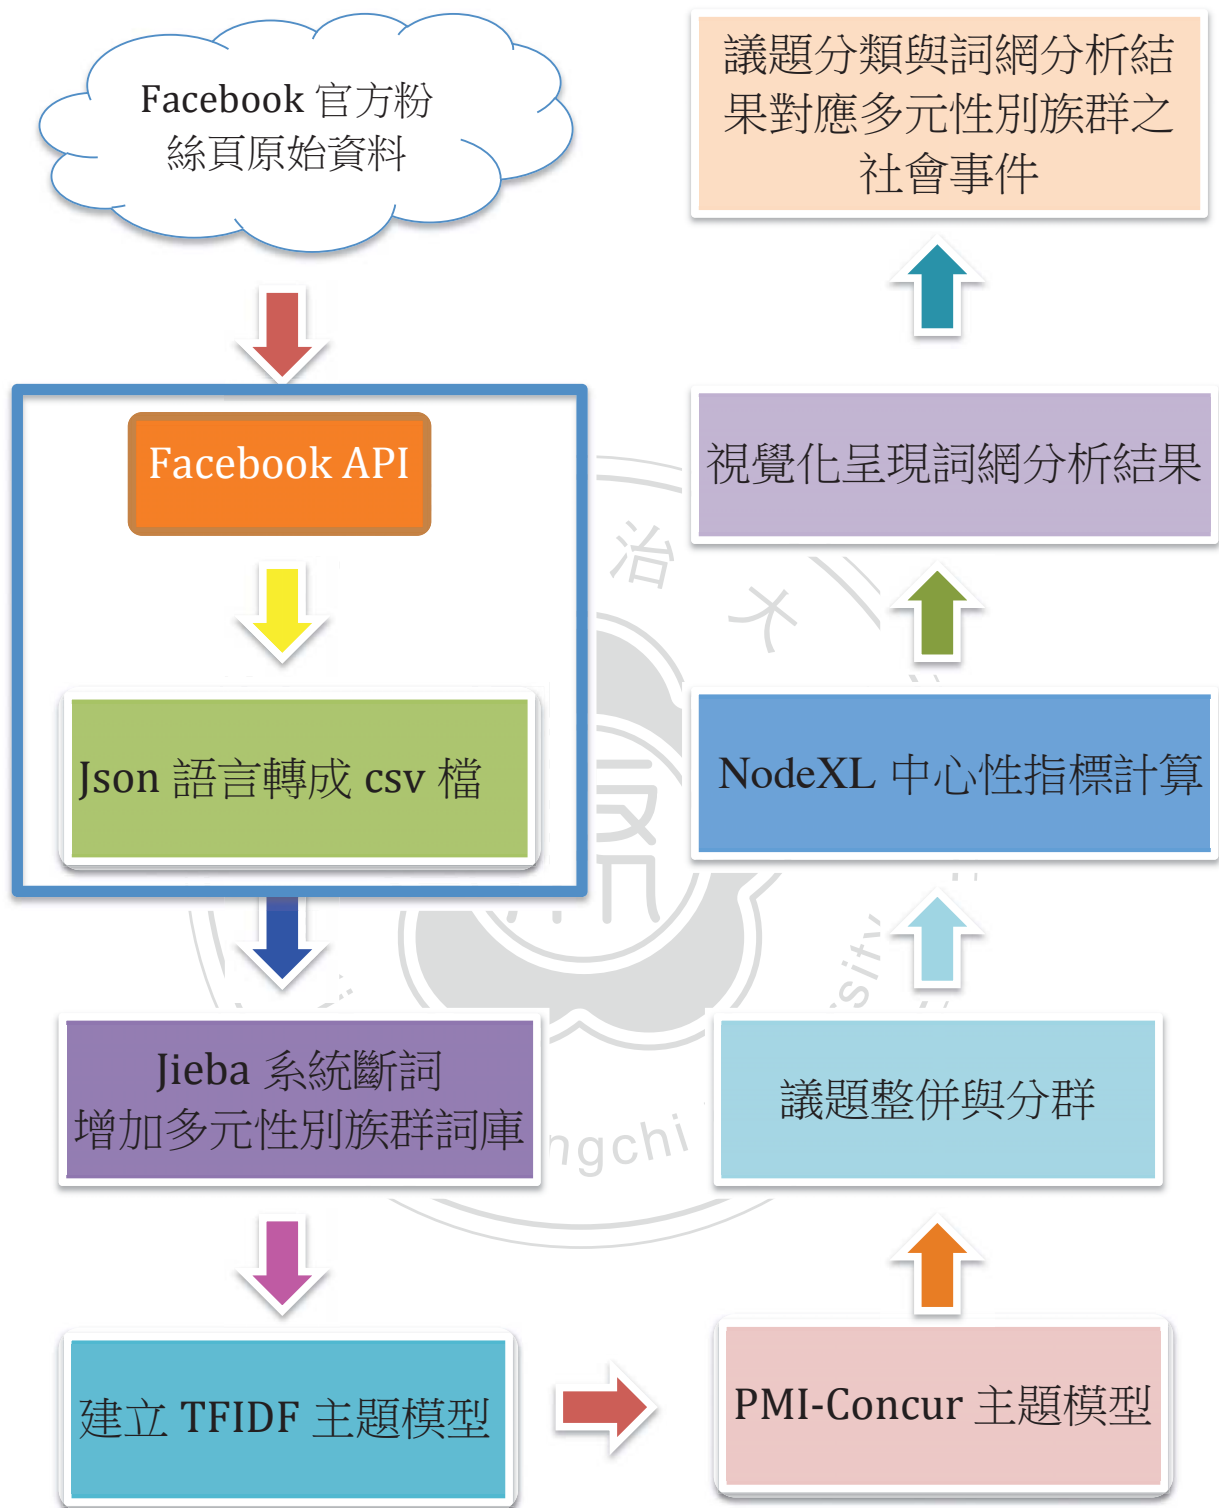 Facebook 官方粉
絲頁原始資料
Facebook API
Json 語言轉成 csv 檔
Jieba 系統斷詞
增加多元性別族群詞庫
建立 TFIDF 主題模型
PMI-Concur 主題模型
議題整併與分群
NodeXL 中心性指標計算
視覺化呈現詞網分析結果
議題分類與詞網分析結
果對應多元性別族群之
社會事件
治 大
ngchi
rsity